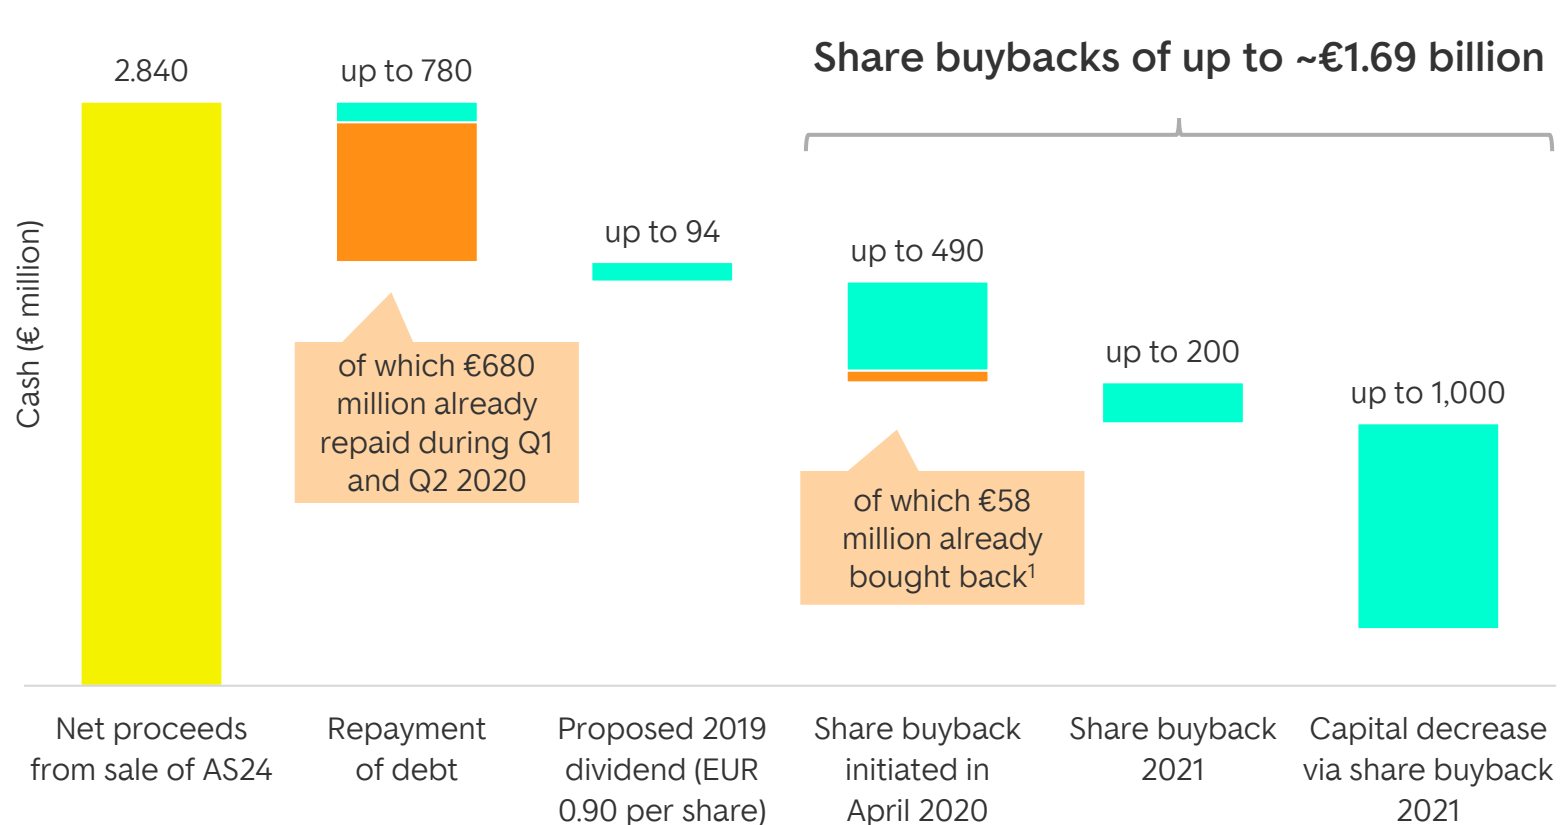 Share buybacks of up to ~€1.69 billion
2.840
up to 780
up to 94
up to 490
up to 200
up to 1,000
Cash (€ million)
of which €680
million already
repaid during Q1
and Q2 2020
of which €58
million already
bought back¹
Net proceeds
from sale of AS24
Repayment
of debt
Proposed 2019
dividend (EUR
0.90 per share)
Share buyback
initiated in
April 2020
Share buyback
2021
Capital decrease
via share buyback
2021